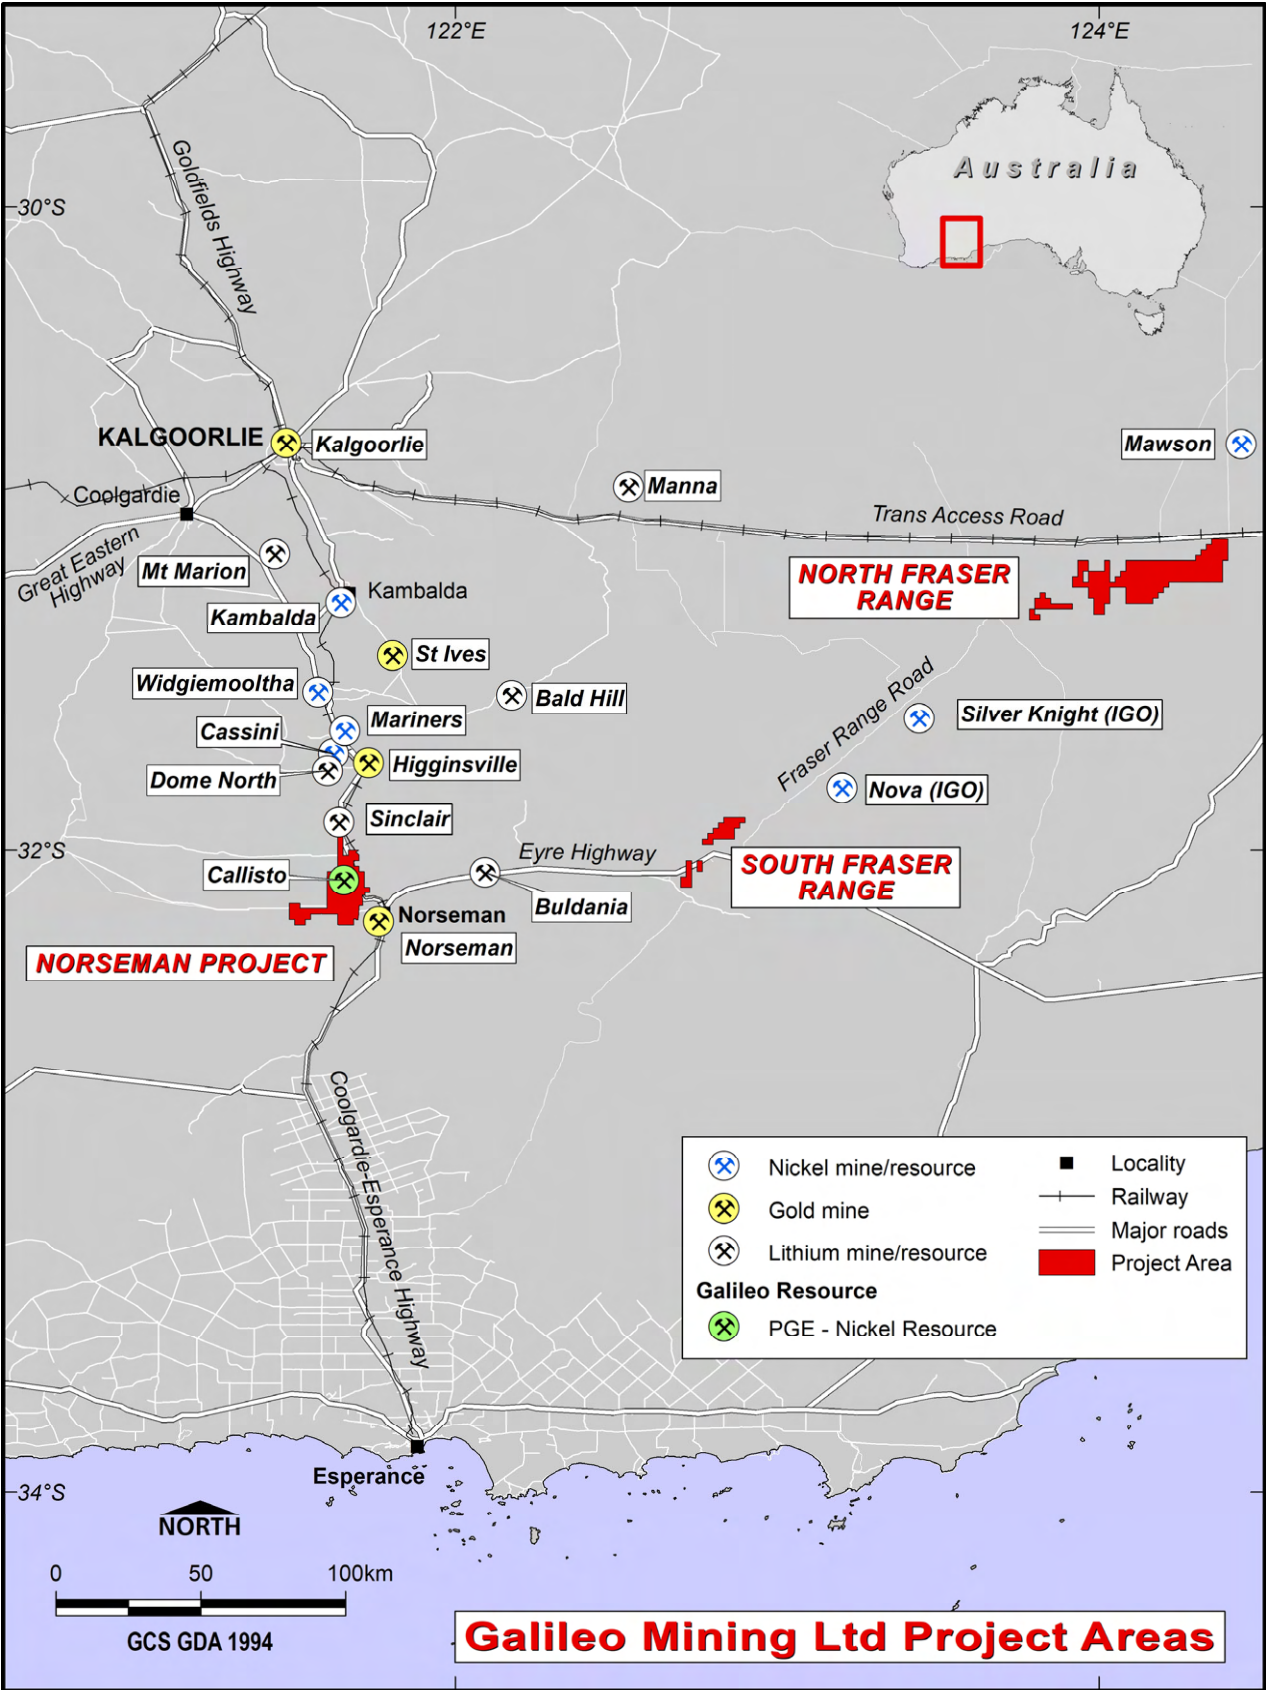 122°E
124°E
Australia
30°S
Goldfields Highway
KALGOORLIE
Kalgoorlie
Mawson
Manna
Coolgardie
Trans Access Road
Great Eastern
Highway
Mt Marion
NORTH FRASER
RANGE
Kambalda
Kambalda
St Ives
Widgiemooltha
Bald Hill
Fraser Range Road
Silver Knight (IGO)
Mariners
Cassini
Higginsville
Dome North
Nova (IGO)
Sinclair
32°S
Eyre Highway
SOUTH FRASER
RANGE
Callisto
Buldania
Norseman
Norseman
NORSEMAN PROJECT
Coolgardie-Esperance Highway
Nickel mine/resource
Gold mine
Lithium mine/resource
Galileo Resource
PGE - Nickel Resource
Locality
Railway
Major roads
Project Area
Esperance
34°S
NORTH
0 50 100km
GCS GDA 1994
Galileo Mining Ltd Project Areas